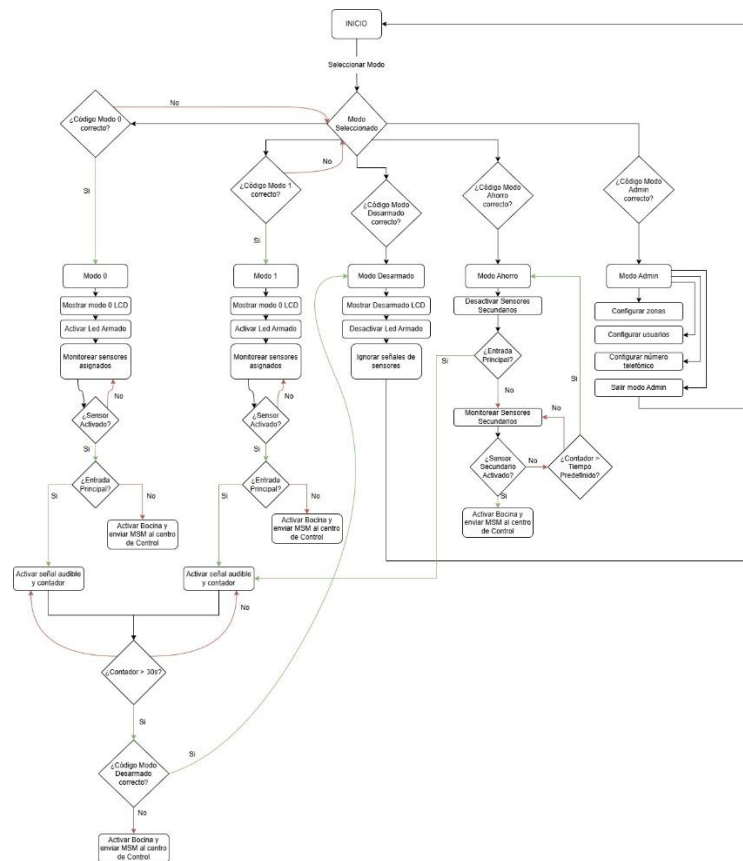 INICIO
Seleccionar Modo
No
¿Código Modo 0
correcto?
Modo
Seleccionado
No
¿Código Modo 1
correcto?
¿Código Modo
Desarmado
correcto?
¿Código Modo
Ahorro
correcto?
¿Código Modo
Admin
correcto?
Si
Si
Modo 0
Modo 1
Modo Desarmado
Modo Ahorro
Modo Admin
Mostrar modo 0 LCD
Mostrar modo 0 LCD
Mostrar Desarmado LCD
Desactivar Sensores
Secundarios
Configurar zonas
Activar Led Armado
Activar Led Armado
Desactivar Led Armado
Configurar usuarios
Monitorear sensores
asignados
Monitorear sensores
asignados
Ignorar señales de
sensores
¿Entrada
Principal?
Configurar número
telefónico
Si
Si
No
Salir modo Admin
No
No
¿Sensor
Activado?
¿Sensor
Activado?
Monitorear Sensores
Secundarios
No
Si
Si
¿Sensor
Secundario
Activado?
No
¿Contador >
Tiempo
Predefinido?
¿Entrada
Principal?
¿Entrada
Principal?
Si
No
Si
No
Si
Activar Bocina y
enviar MSM al centro
de Control
Activar Bocina y
enviar MSM al centro
de Control
Activar Bocina y
enviar MSM al centro
de Control
Activar señal audible
y contador
Activar señal audible
y contador
No
No
¿Contador > 30s?
Si
Si
¿Código Modo
Desarmado
correcto?
No
Activar Bocina y
enviar MSM al centro
de Control